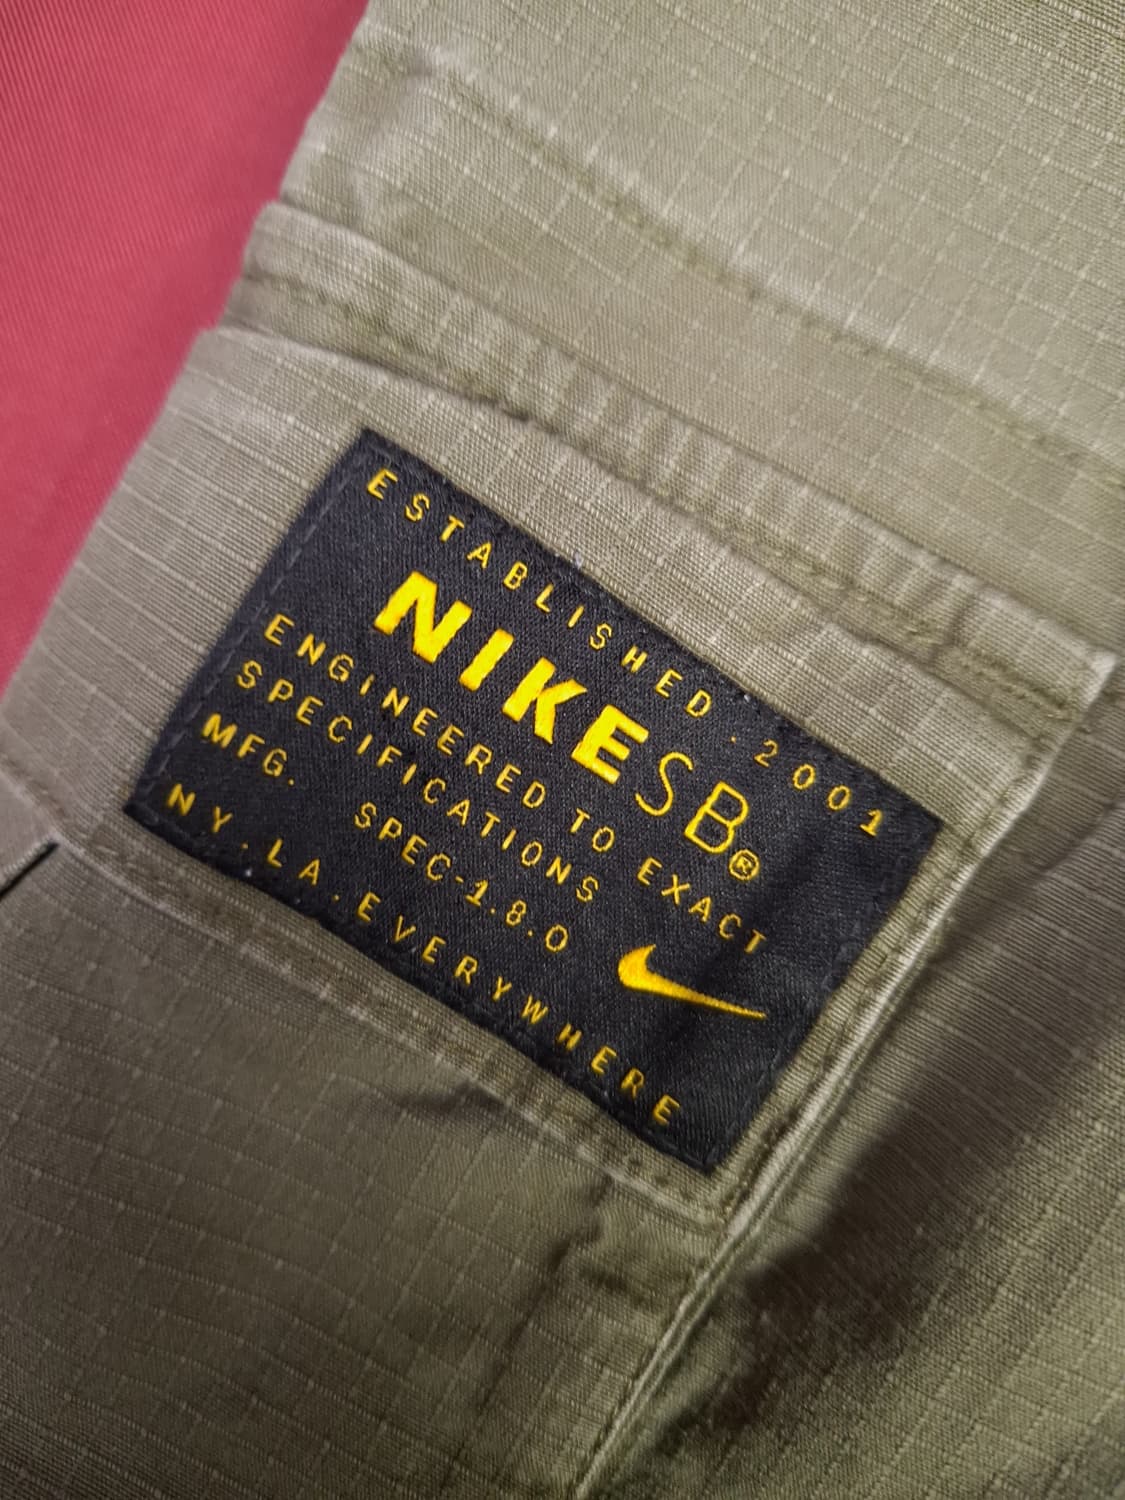 ESTABLISHED.2001
NIKESB®
ENGINEERED TO EXACT
SPECIFICATIONS
MFG. SPEC-1.8.0
NY.LA.EVERYWHERE